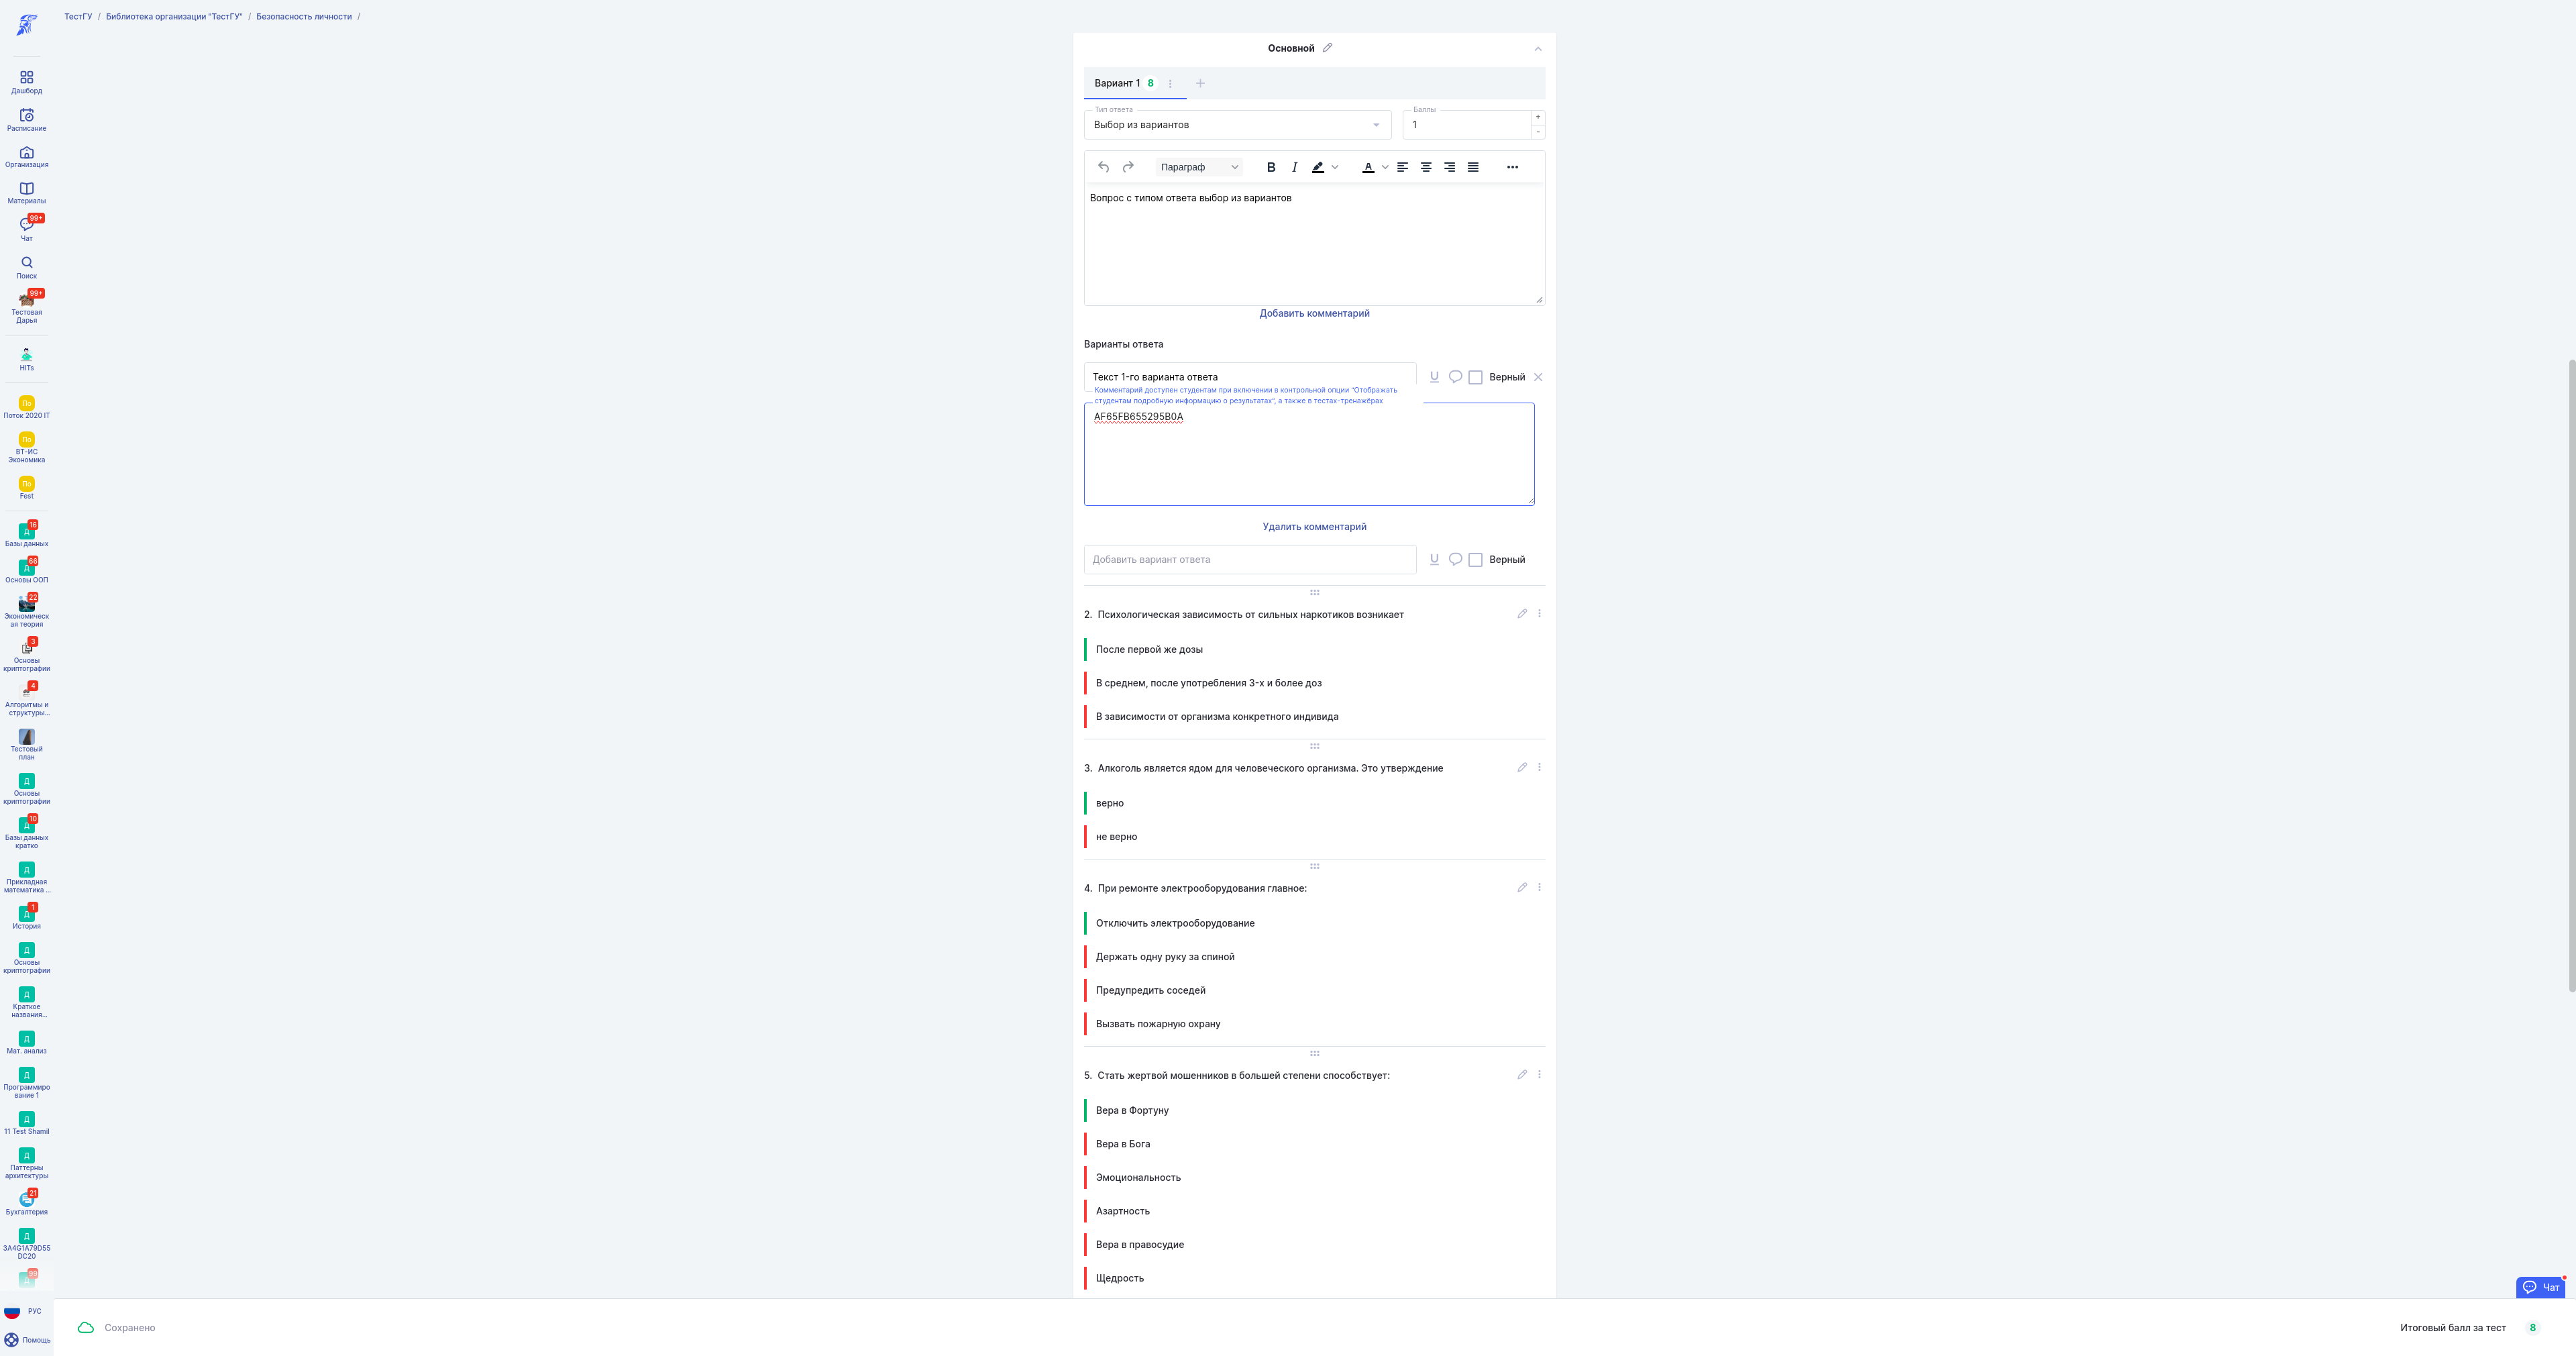 ТестГУ / Библиотека организации "ТестГУ" / Безопасность личности /
Дашборд
Расписание
Организация
Материалы
99+
Чат
Поиск
99+
Тестовая
Дарья
HITs
По
Поток 2020 IT
По
ВТ-ИС
Экономика
По
Fest
16
Д
Базы данных
66
Д
Основы ООП
22
Экономическ
ая теория
3
Основы
криптографии
4
Алгоритмы и
структуры...
Тестовый
план
Д
Основы
криптографии
10
Д
Базы данных
кратко
Д
Прикладная
математика ...
1
Д
История
Д
Основы
криптографии
Д
Краткое
названия...
Д
Мат. анализ
Д
Программиро
вание 1
Д
11 Test Shamil
Д
Паттерны
архитектуры
21
Бухгалтерия
Д
3A4G1A79D55
DC20
99
РУС
Помощь
Основной
Вариант 1 8
Тип ответа
Выбор из вариантов
Баллы
1
+
-
Параграф
B I A
Вопрос с типом ответа выбор из вариантов
Добавить комментарий
Варианты ответа
Текст 1-го варианта ответа
U Верный
Комментарий доступен студентам при включении в контрольной опции "Отображать
студентам подробную информацию о результатах", а также в тестах-тренажёрах
AF65FB655295B0A
Удалить комментарий
Добавить вариант ответа
U Верный
2. Психологическая зависимость от сильных наркотиков возникает
После первой же дозы
В среднем, после употребления 3-х и более доз
В зависимости от организма конкретного индивида
3. Алкоголь является ядом для человеческого организма. Это утверждение
верно
не верно
4. При ремонте электрооборудования главное:
Отключить электрооборудование
Держать одну руку за спиной
Предупредить соседей
Вызвать пожарную охрану
5. Стать жертвой мошенников в большей степени способствует:
Вера в Фортуну
Вера в Бога
Эмоциональность
Азартность
Вера в правосудие
Щедрость
Чат
Сохранено
Итоговый балл за тест 8